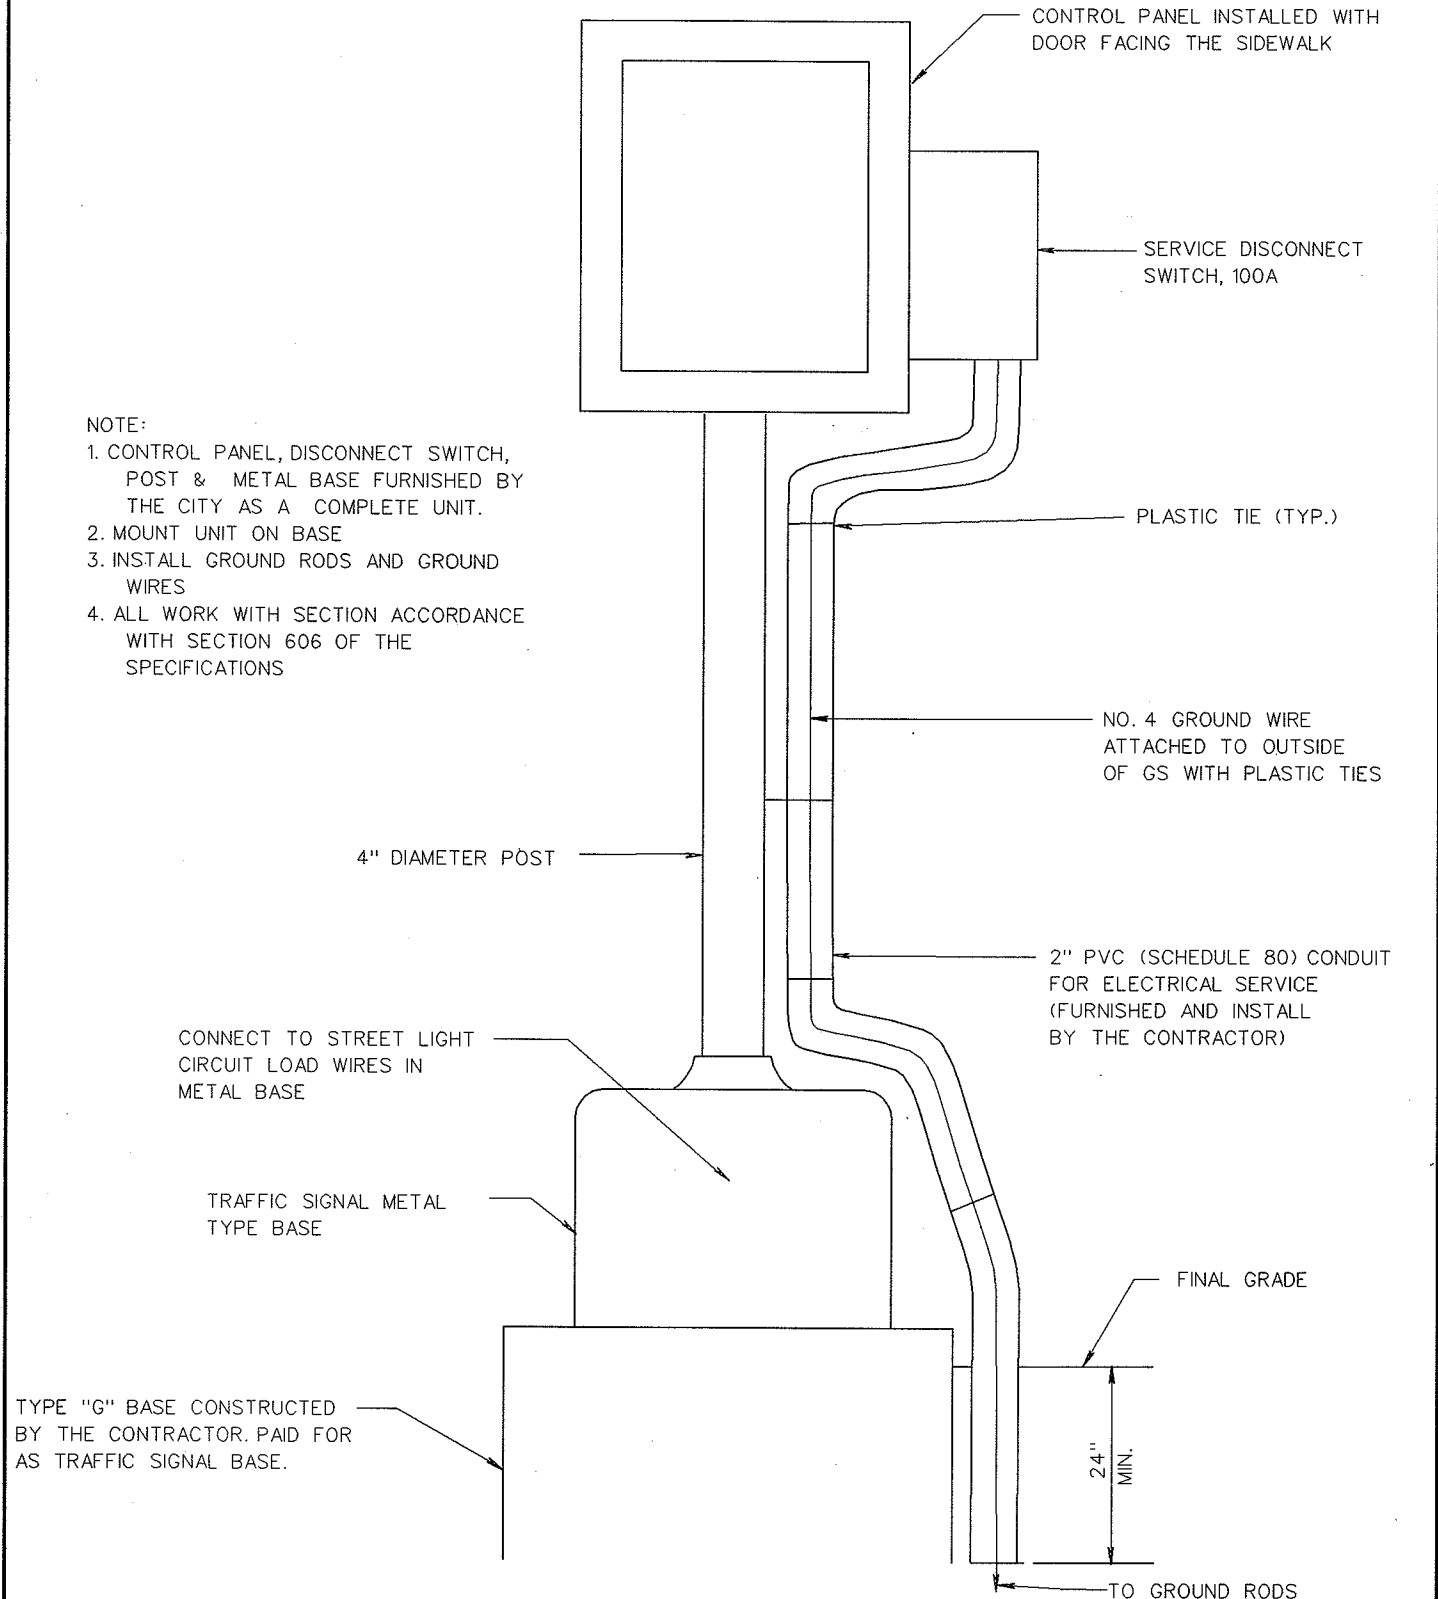 CONTROL PANEL INSTALLED WITH
DOOR FACING THE SIDEWALK
SERVICE DISCONNECT
SWITCH, 100A
NOTE:
1. CONTROL PANEL, DISCONNECT SWITCH,
POST & METAL BASE FURNISHED BY
THE CITY AS A COMPLETE UNIT.
2. MOUNT UNIT ON BASE
3. INSTALL GROUND RODS AND GROUND
WIRES
4. ALL WORK WITH SECTION ACCORDANCE
WITH SECTION 606 OF THE
SPECIFICATIONS
PLASTIC TIE (TYP.)
NO. 4 GROUND WIRE
ATTACHED TO OUTSIDE
OF GS WITH PLASTIC TIES
4" DIAMETER POST
2" PVC (SCHEDULE 80) CONDUIT
FOR ELECTRICAL SERVICE
(FURNISHED AND INSTALL
BY THE CONTRACTOR)
CONNECT TO STREET LIGHT
CIRCUIT LOAD WIRES IN
METAL BASE
TRAFFIC SIGNAL METAL
TYPE BASE
FINAL GRADE
TYPE "G" BASE CONSTRUCTED
BY THE CONTRACTOR. PAID FOR
AS TRAFFIC SIGNAL BASE.
24"
MIN.
TO GROUND RODS